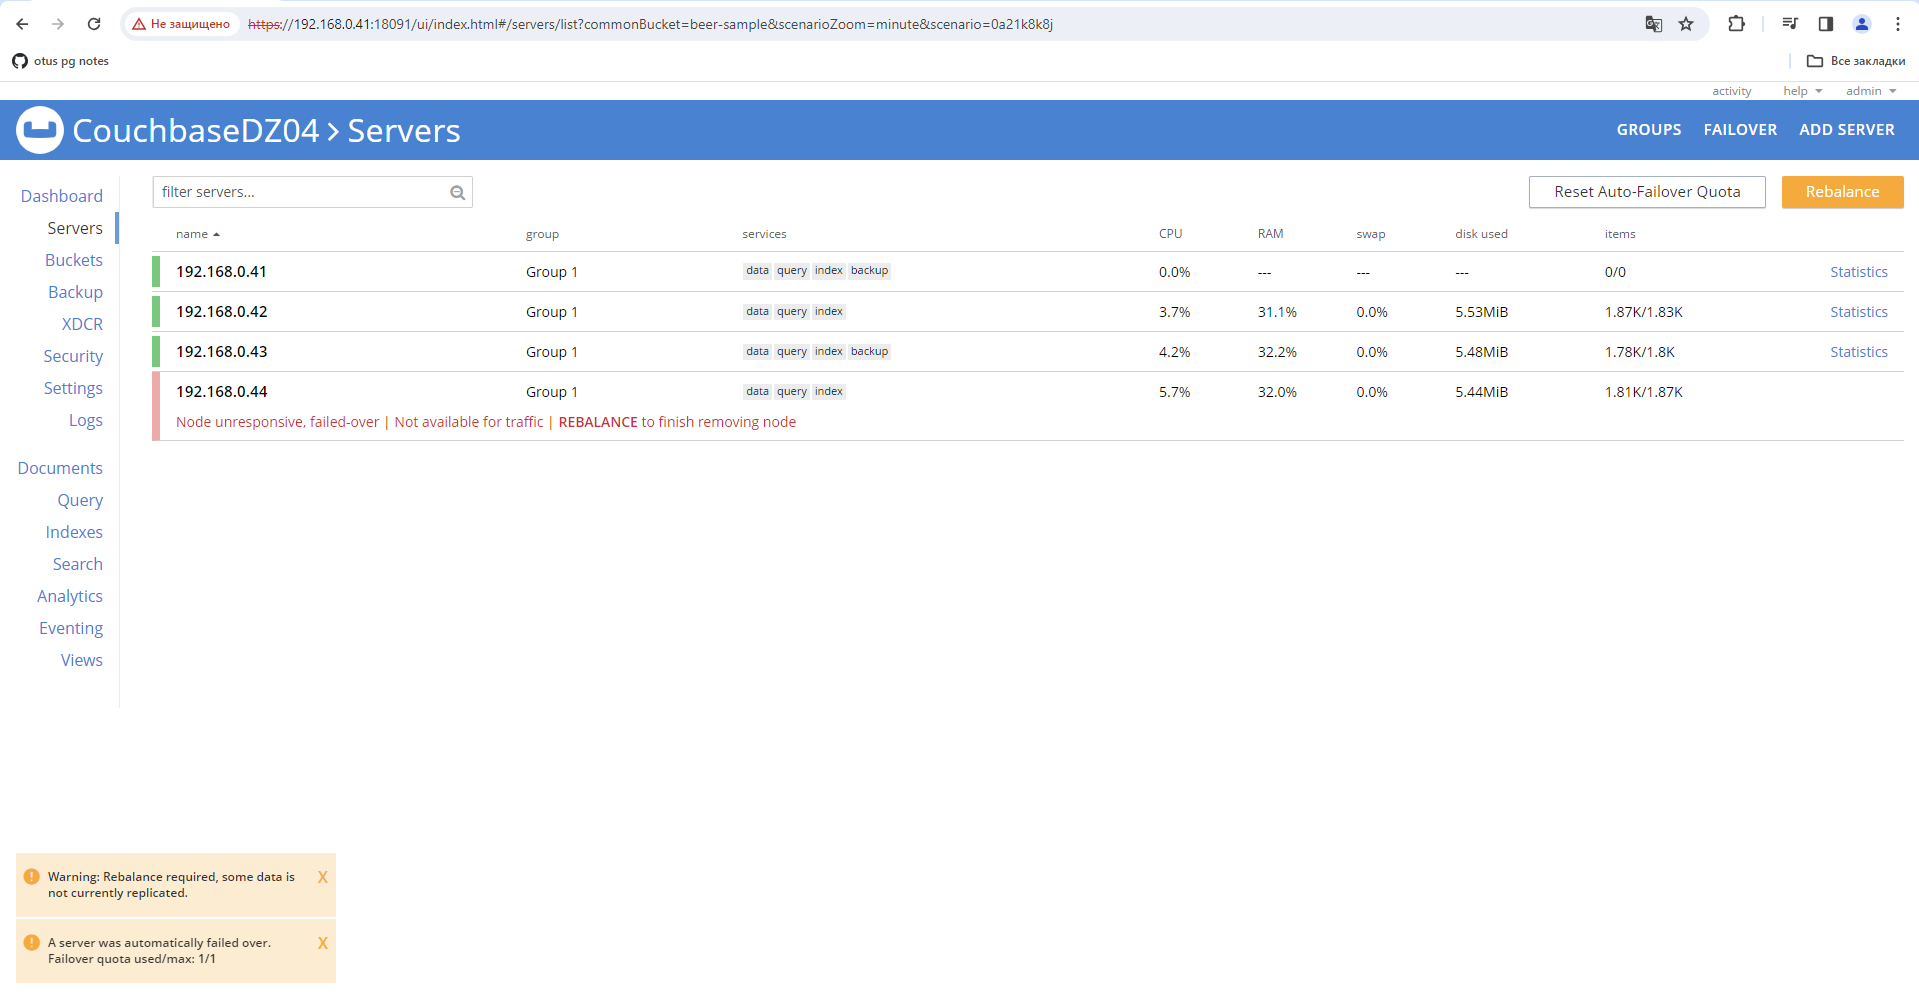 Не защищено https://192.168.0.41:18091/ui/index.html#/servers/list?commonBucket=beer-sample&scenarioZoom=minute&scenario=0a21k8k8j
otus pg notes Все закладки
activity help admin
CouchbaseDZ04 > Servers GROUPS FAILOVER ADD SERVER
filter servers... Reset Auto-Failover Quota Rebalance
Dashboard
Servers
Buckets
Backup
XDCR
Security
Settings
Logs
Documents
Query
Indexes
Search
Analytics
Eventing
Views
name group services CPU RAM swap disk used items
192.168.0.41 Group 1 data query index backup 0.0% --- --- --- 0/0 Statistics
192.168.0.42 Group 1 data query index 3.7% 31.1% 0.0% 5.53MiB 1.87K/1.83K Statistics
192.168.0.43 Group 1 data query index backup 4.2% 32.2% 0.0% 5.48MiB 1.78K/1.8K Statistics
192.168.0.44 Group 1 data query index 5.7% 32.0% 0.0% 5.44MiB 1.81K/1.87K
Node unresponsive, failed-over | Not available for traffic | REBALANCE to finish removing node
Warning: Rebalance required, some data is X
not currently replicated.
A server was automatically failed over. X
Failover quota used/max: 1/1